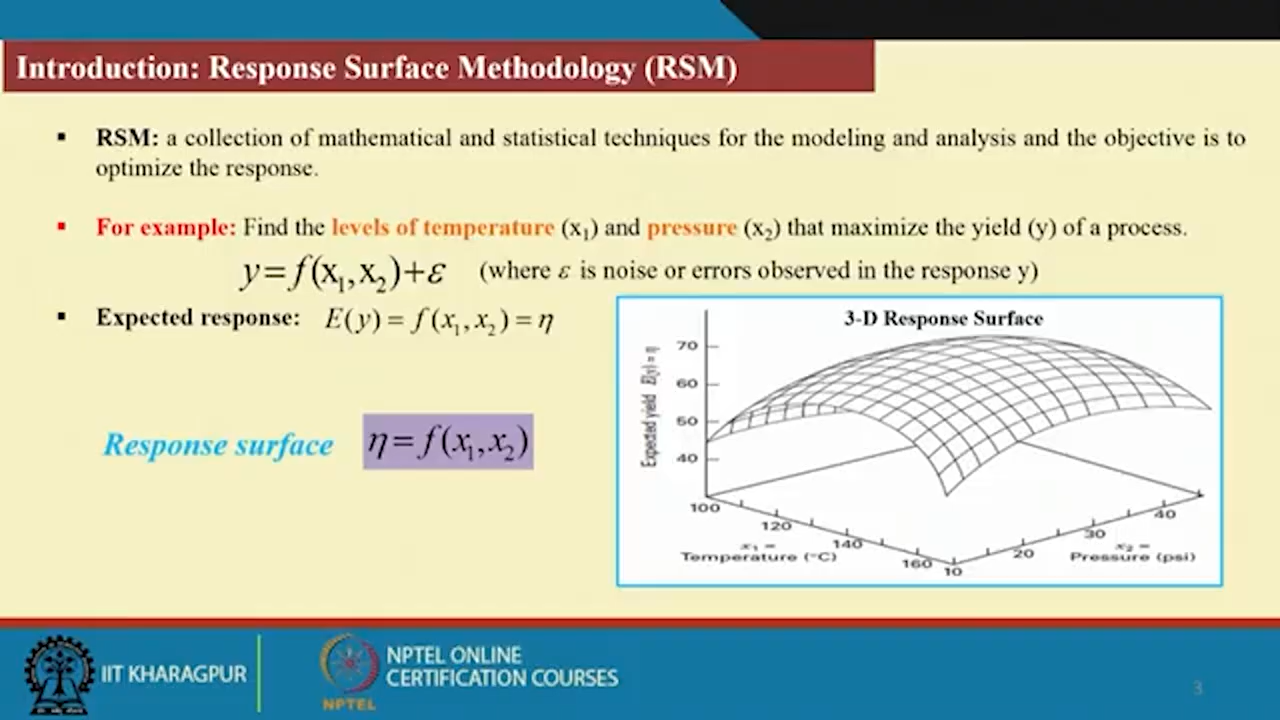 Introduction: Response Surface Methodology (RSM)
▪ RSM: a collection of mathematical and statistical techniques for the modeling and analysis and the objective is to
optimize the response.
▪ For example: Find the levels of temperature (x₁) and pressure (x₂) that maximize the yield (y) of a process.
y = f(x₁, x₂) + ε (where ε is noise or errors observed in the response y)
▪ Expected response: E(y) = f(x₁, x₂) = η
Response surface η = f(x₁, x₂)
3-D Response Surface
Expected yield E(y) = η
70
60
50
40
100
120
140
160
x₁ =
Temperature (°C)
10
20
30
40
x₂ =
Pressure (psi)
IIT KHARAGPUR
NPTEL
NPTEL ONLINE
CERTIFICATION COURSES
3